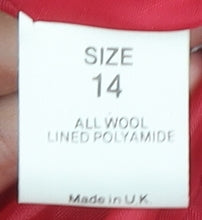 SIZE
14
ALL WOOL
LINED POLYAMIDE
Made in U.K